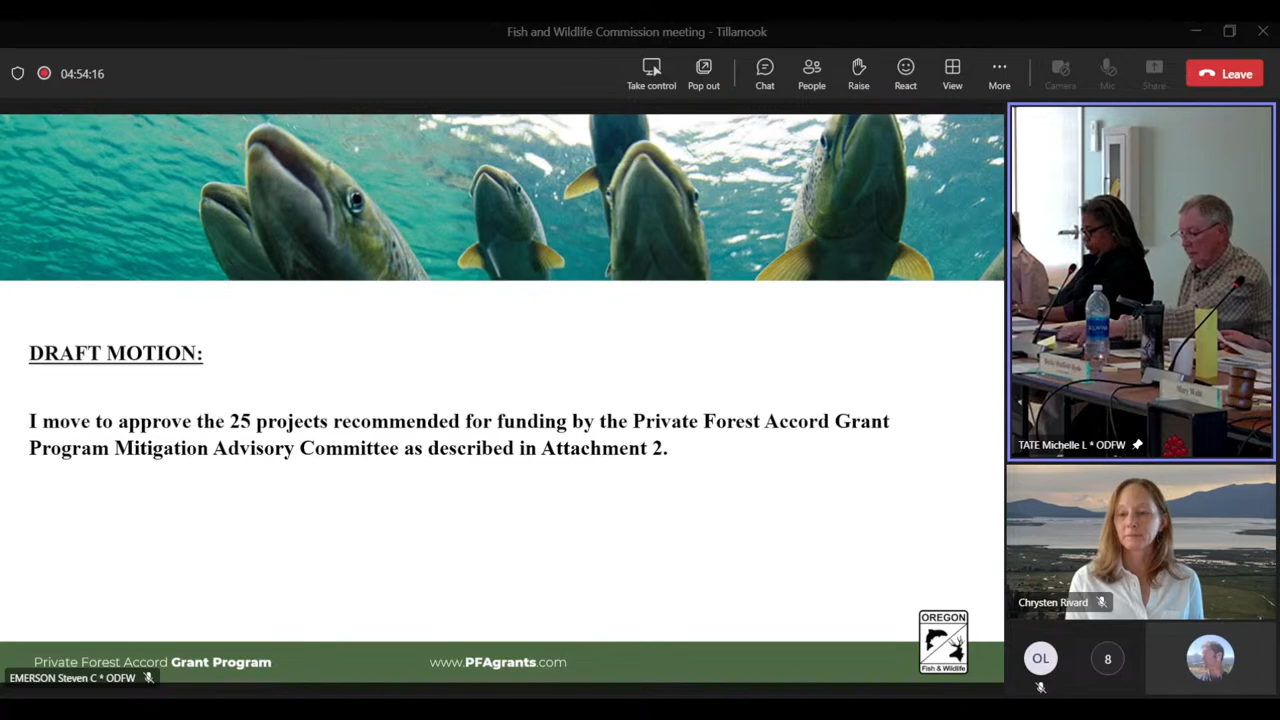 Fish and Wildlife Commission meeting - Tillamook
04:54:16
Take control
Pop out
Chat
People
Raise
React
View
More
Camera
Mic
Share
Leave
DRAFT MOTION:
I move to approve the 25 projects recommended for funding by the Private Forest Accord Grant
Program Mitigation Advisory Committee as described in Attachment 2.
OREGON
Fish & Wildlife
Private Forest Accord Grant Program
www.PFAgrants.com
EMERSON Steven C * ODFW
Mary Wahl
TATE Michelle L * ODFW
Chrysten Rivard
OL
8